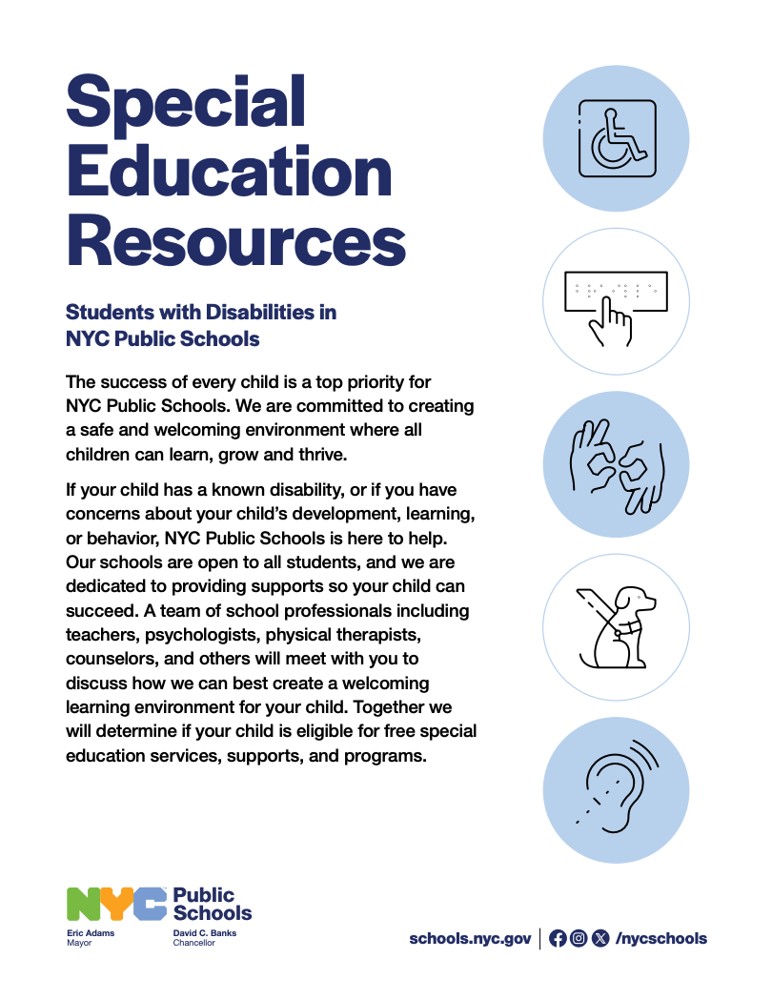 Special
Education
Resources
Students with Disabilities in
NYC Public Schools
The success of every child is a top priority for
NYC Public Schools. We are committed to creating
a safe and welcoming environment where all
children can learn, grow and thrive.
If your child has a known disability, or if you have
concerns about your child’s development, learning,
or behavior, NYC Public Schools is here to help.
Our schools are open to all students, and we are
dedicated to providing supports so your child can
succeed. A team of school professionals including
teachers, psychologists, physical therapists,
counselors, and others will meet with you to
discuss how we can best create a welcoming
learning environment for your child. Together we
will determine if your child is eligible for free special
education services, supports, and programs.
NYC Public
Schools
Eric Adams
Mayor
David C. Banks
Chancellor
schools.nyc.gov | /nycschools